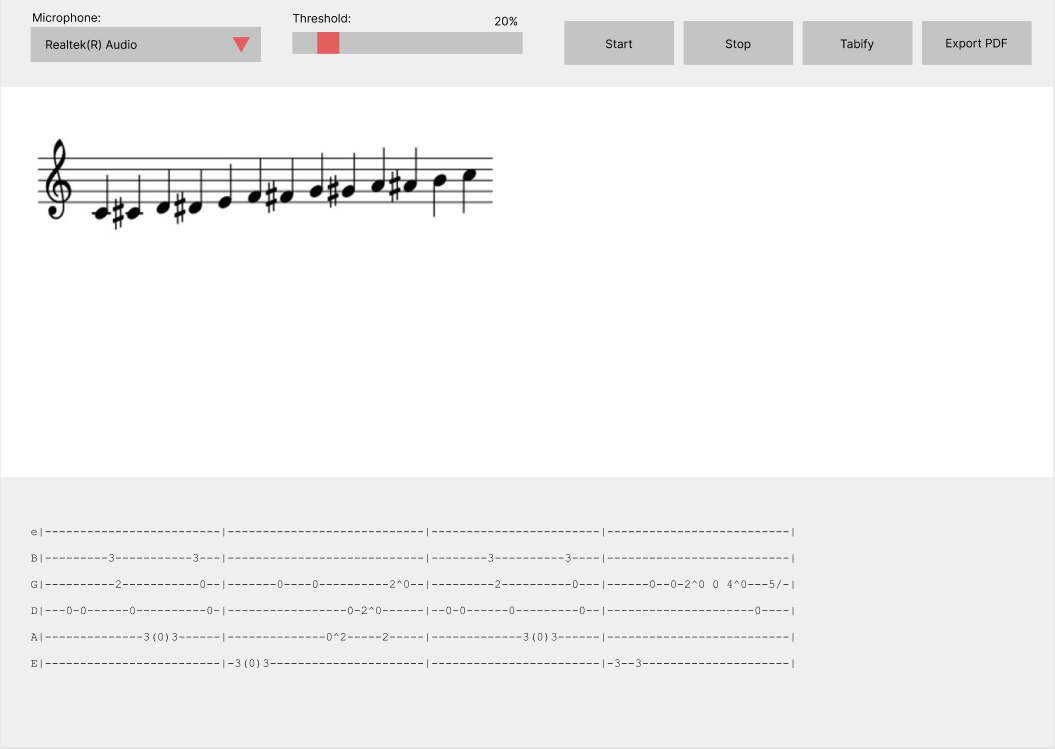 Microphone:
Realtek(R) Audio
Threshold:
20%
Start
Stop
Tabify
Export PDF
e|-------------------------|----------------------------|------------------------|--------------------------|
B|---------3-----------3---|----------------------------|--------3----------3----|--------------------------|
G|----------2-----------0--|-------0----0----------2^0--|---------2----------0---|------0--0-2^0 0 4^0---5/-|
D|---0-0------0----------0-|-----------------0-2^0------|--0-0------0---------0--|---------------------0----|
A|--------------3(0)3------|--------------0^2-----2-----|-------------3(0)3------|--------------------------|
E|-------------------------|-3(0)3----------------------|------------------------|-3--3---------------------|